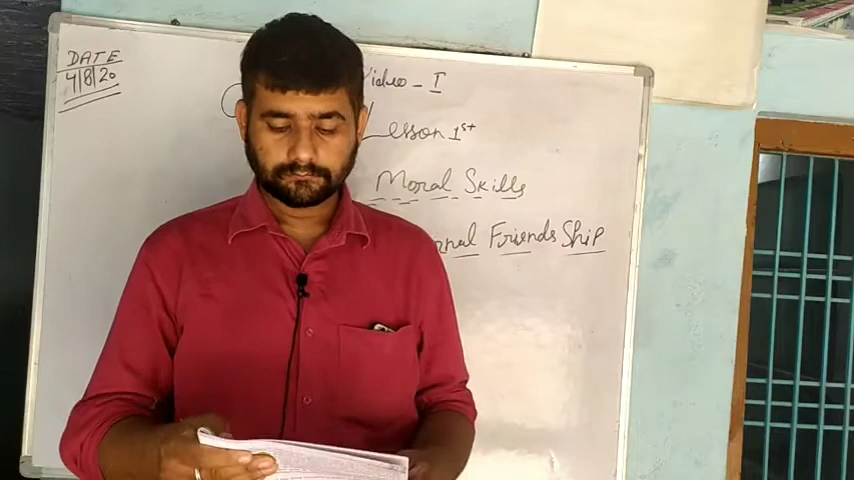 DATE
4/8/20
Video - I
Lesson 1st
Moral Skills
Friends Ship